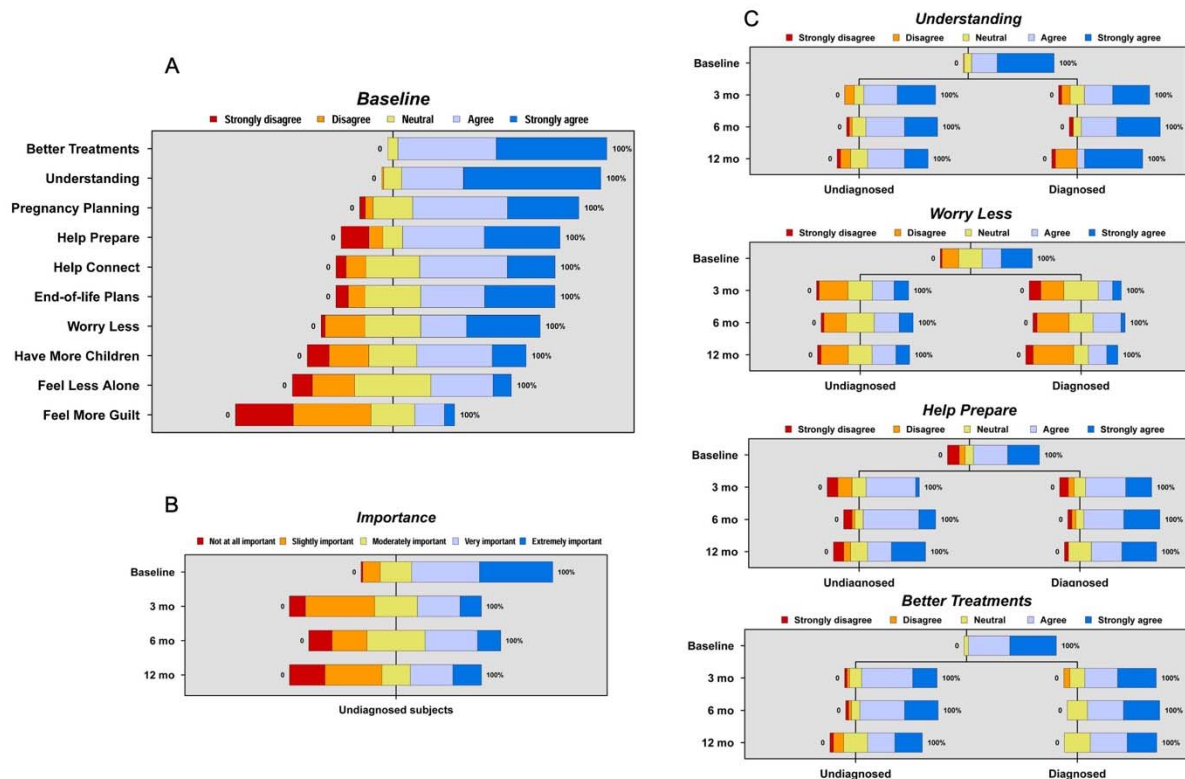 A
Baseline
Strongly disagree Disagree Neutral Agree Strongly agree
Better Treatments 0 100%
Understanding 0 100%
Pregnancy Planning 0 100%
Help Prepare 0 100%
Help Connect 0 100%
End-of-life Plans 0 100%
Worry Less 0 100%
Have More Children 0 100%
Feel Less Alone 0 100%
Feel More Guilt 0 100%
B
Importance
Not at all important Slightly important Moderately important Very important Extremely important
Baseline 0 100%
3 mo 0 100%
6 mo 0 100%
12 mo 0 100%
Undiagnosed subjects
C
Understanding
Strongly disagree Disagree Neutral Agree Strongly agree
Baseline 0 100%
3 mo 0 100% 0 100%
6 mo 0 100% 0 100%
12 mo 0 100% 0 100%
Undiagnosed Diagnosed
Worry Less
Strongly disagree Disagree Neutral Agree Strongly agree
Baseline 0 100%
3 mo 0 100% 0 100%
6 mo 0 100% 0 100%
12 mo 0 100% 0 100%
Undiagnosed Diagnosed
Help Prepare
Strongly disagree Disagree Neutral Agree Strongly agree
Baseline 0 100%
3 mo 0 100% 0 100%
6 mo 0 100% 0 100%
12 mo 0 100% 0 100%
Undiagnosed Diagnosed
Better Treatments
Strongly disagree Disagree Neutral Agree Strongly agree
Baseline 0 100%
3 mo 0 100% 0 100%
6 mo 0 100% 0 100%
12 mo 0 100% 0 100%
Undiagnosed Diagnosed